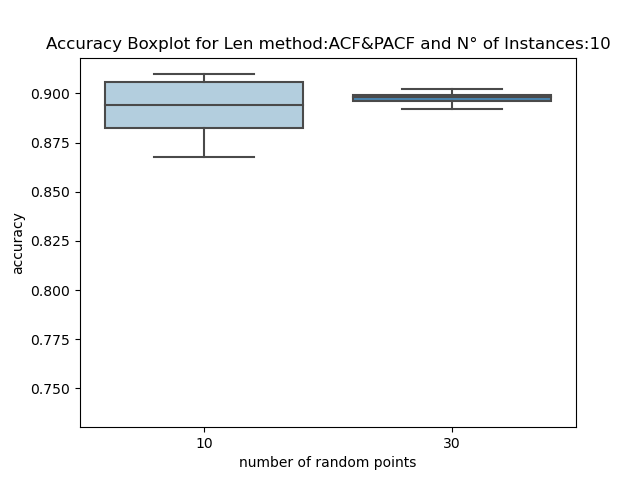 Accuracy Boxplot for Len method:ACF&PACF and N° of Instances:10
0.900
0.875
0.850
0.825
0.800
0.775
0.750
accuracy
10 30
number of random points